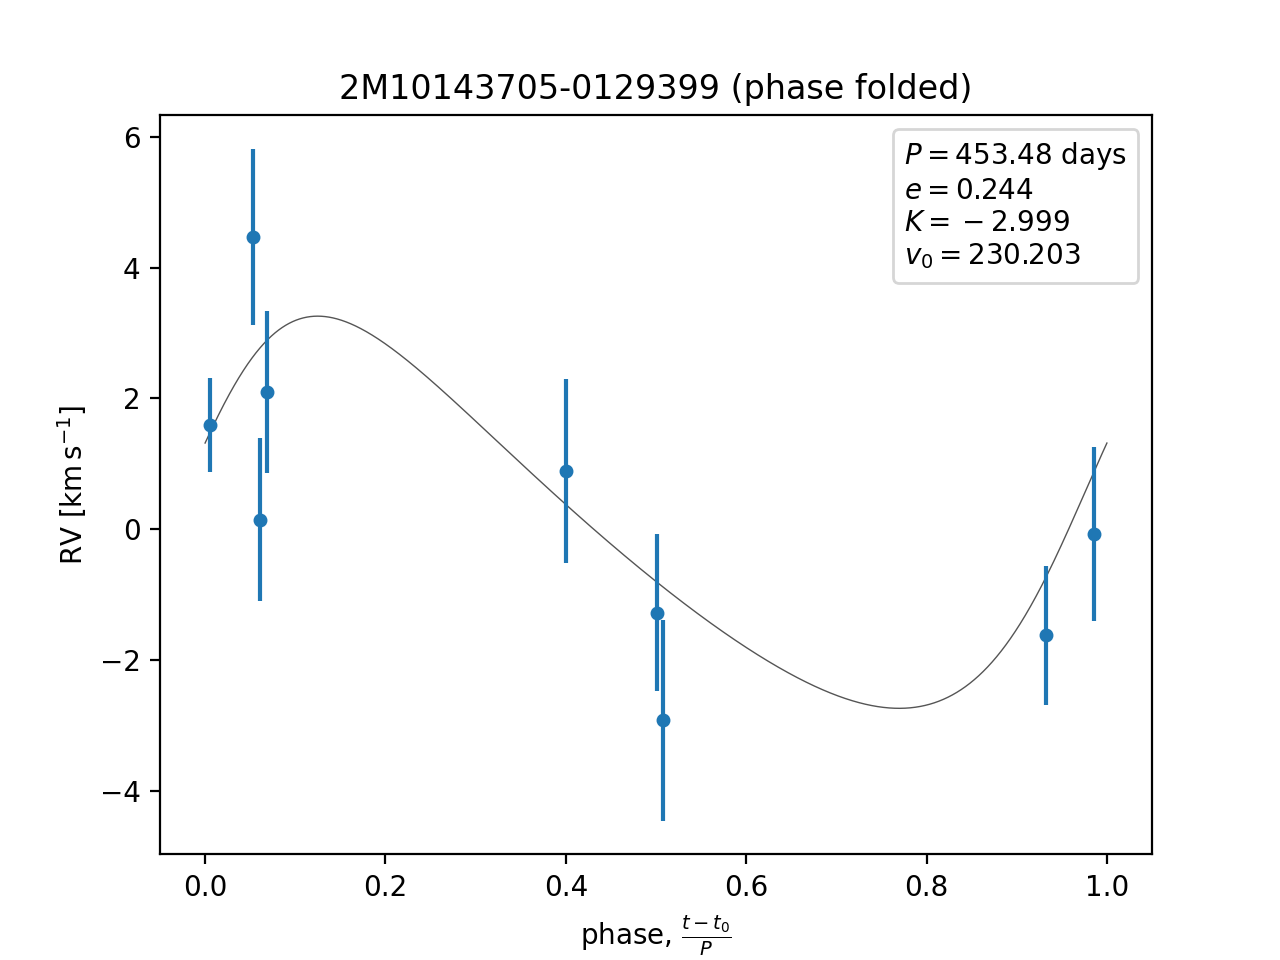 2M10143705-0129399 (phase folded)
P = 453.48 days
e = 0.244
K = −2.999
v₀ = 230.203
6
4
2
0
−2
−4
RV [km s⁻¹]
0.0 0.2 0.4 0.6 0.8 1.0
phase, (t − t₀)/P